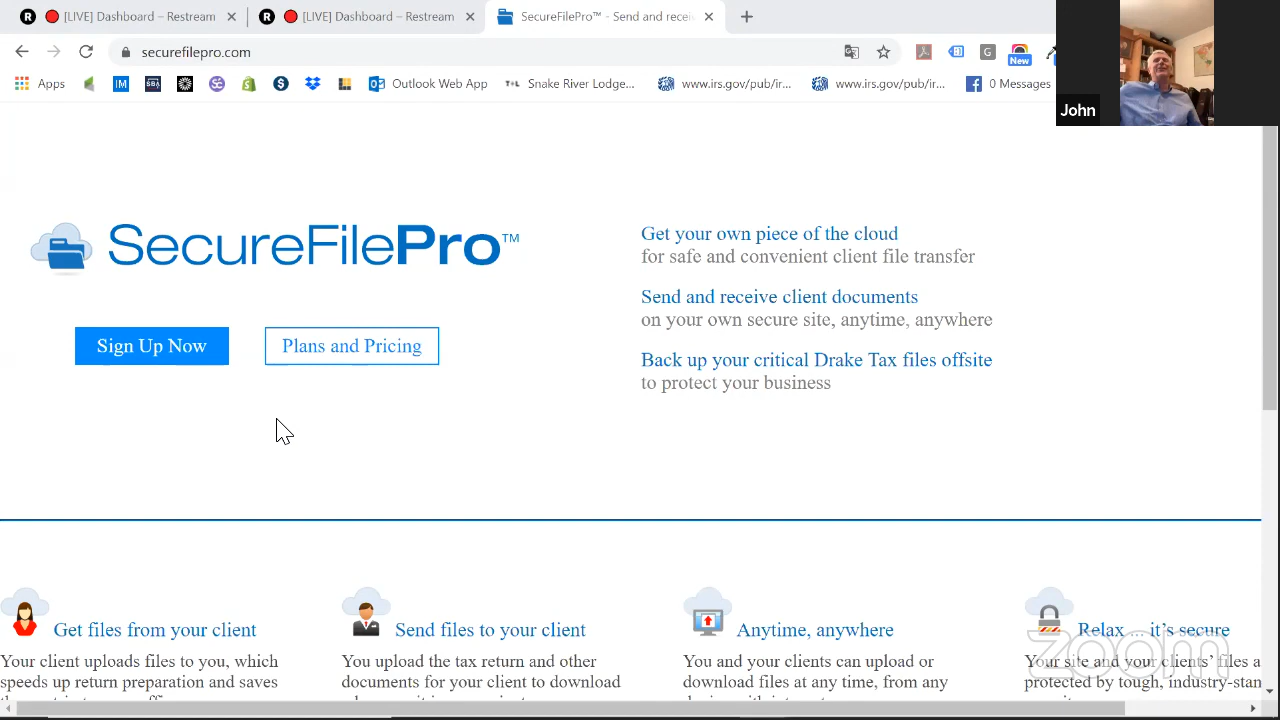 [LIVE] Dashboard – Restream
[LIVE] Dashboard – Restream
SecureFilePro™ - Send and recei
securefilepro.com
New
Apps
IM
SBA
Outlook Web App
T+L
Snake River Lodge...
www.irs.gov/pub/ir...
www.irs.gov/pub/ir...
0 Messages
John
SecureFilePro™
Sign Up Now
Plans and Pricing
Get your own piece of the cloud
for safe and convenient client file transfer
Send and receive client documents
on your own secure site, anytime, anywhere
Back up your critical Drake Tax files offsite
to protect your business
Get files from your client
Your client uploads files to you, which
speeds up return preparation and saves
Send files to your client
You upload the tax return and other
documents for your client to download
Anytime, anywhere
You and your clients can upload or
download files at any time, from any
Relax ... it's secure
Your site and your clients' files a
protected by tough, industry-stan
zoom